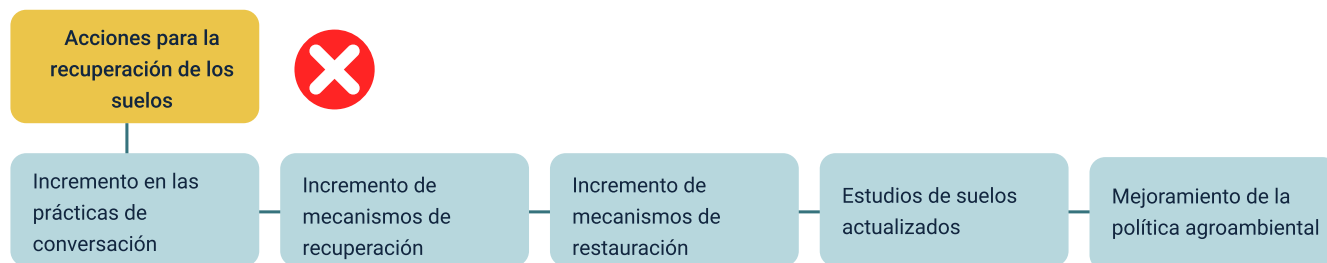 Acciones para la
recuperación de los
suelos
Incremento en las
prácticas de
conversación
Incremento de
mecanismos de
recuperación
Incremento de
mecanismos de
restauración
Estudios de suelos
actualizados
Mejoramiento de la
política agroambiental